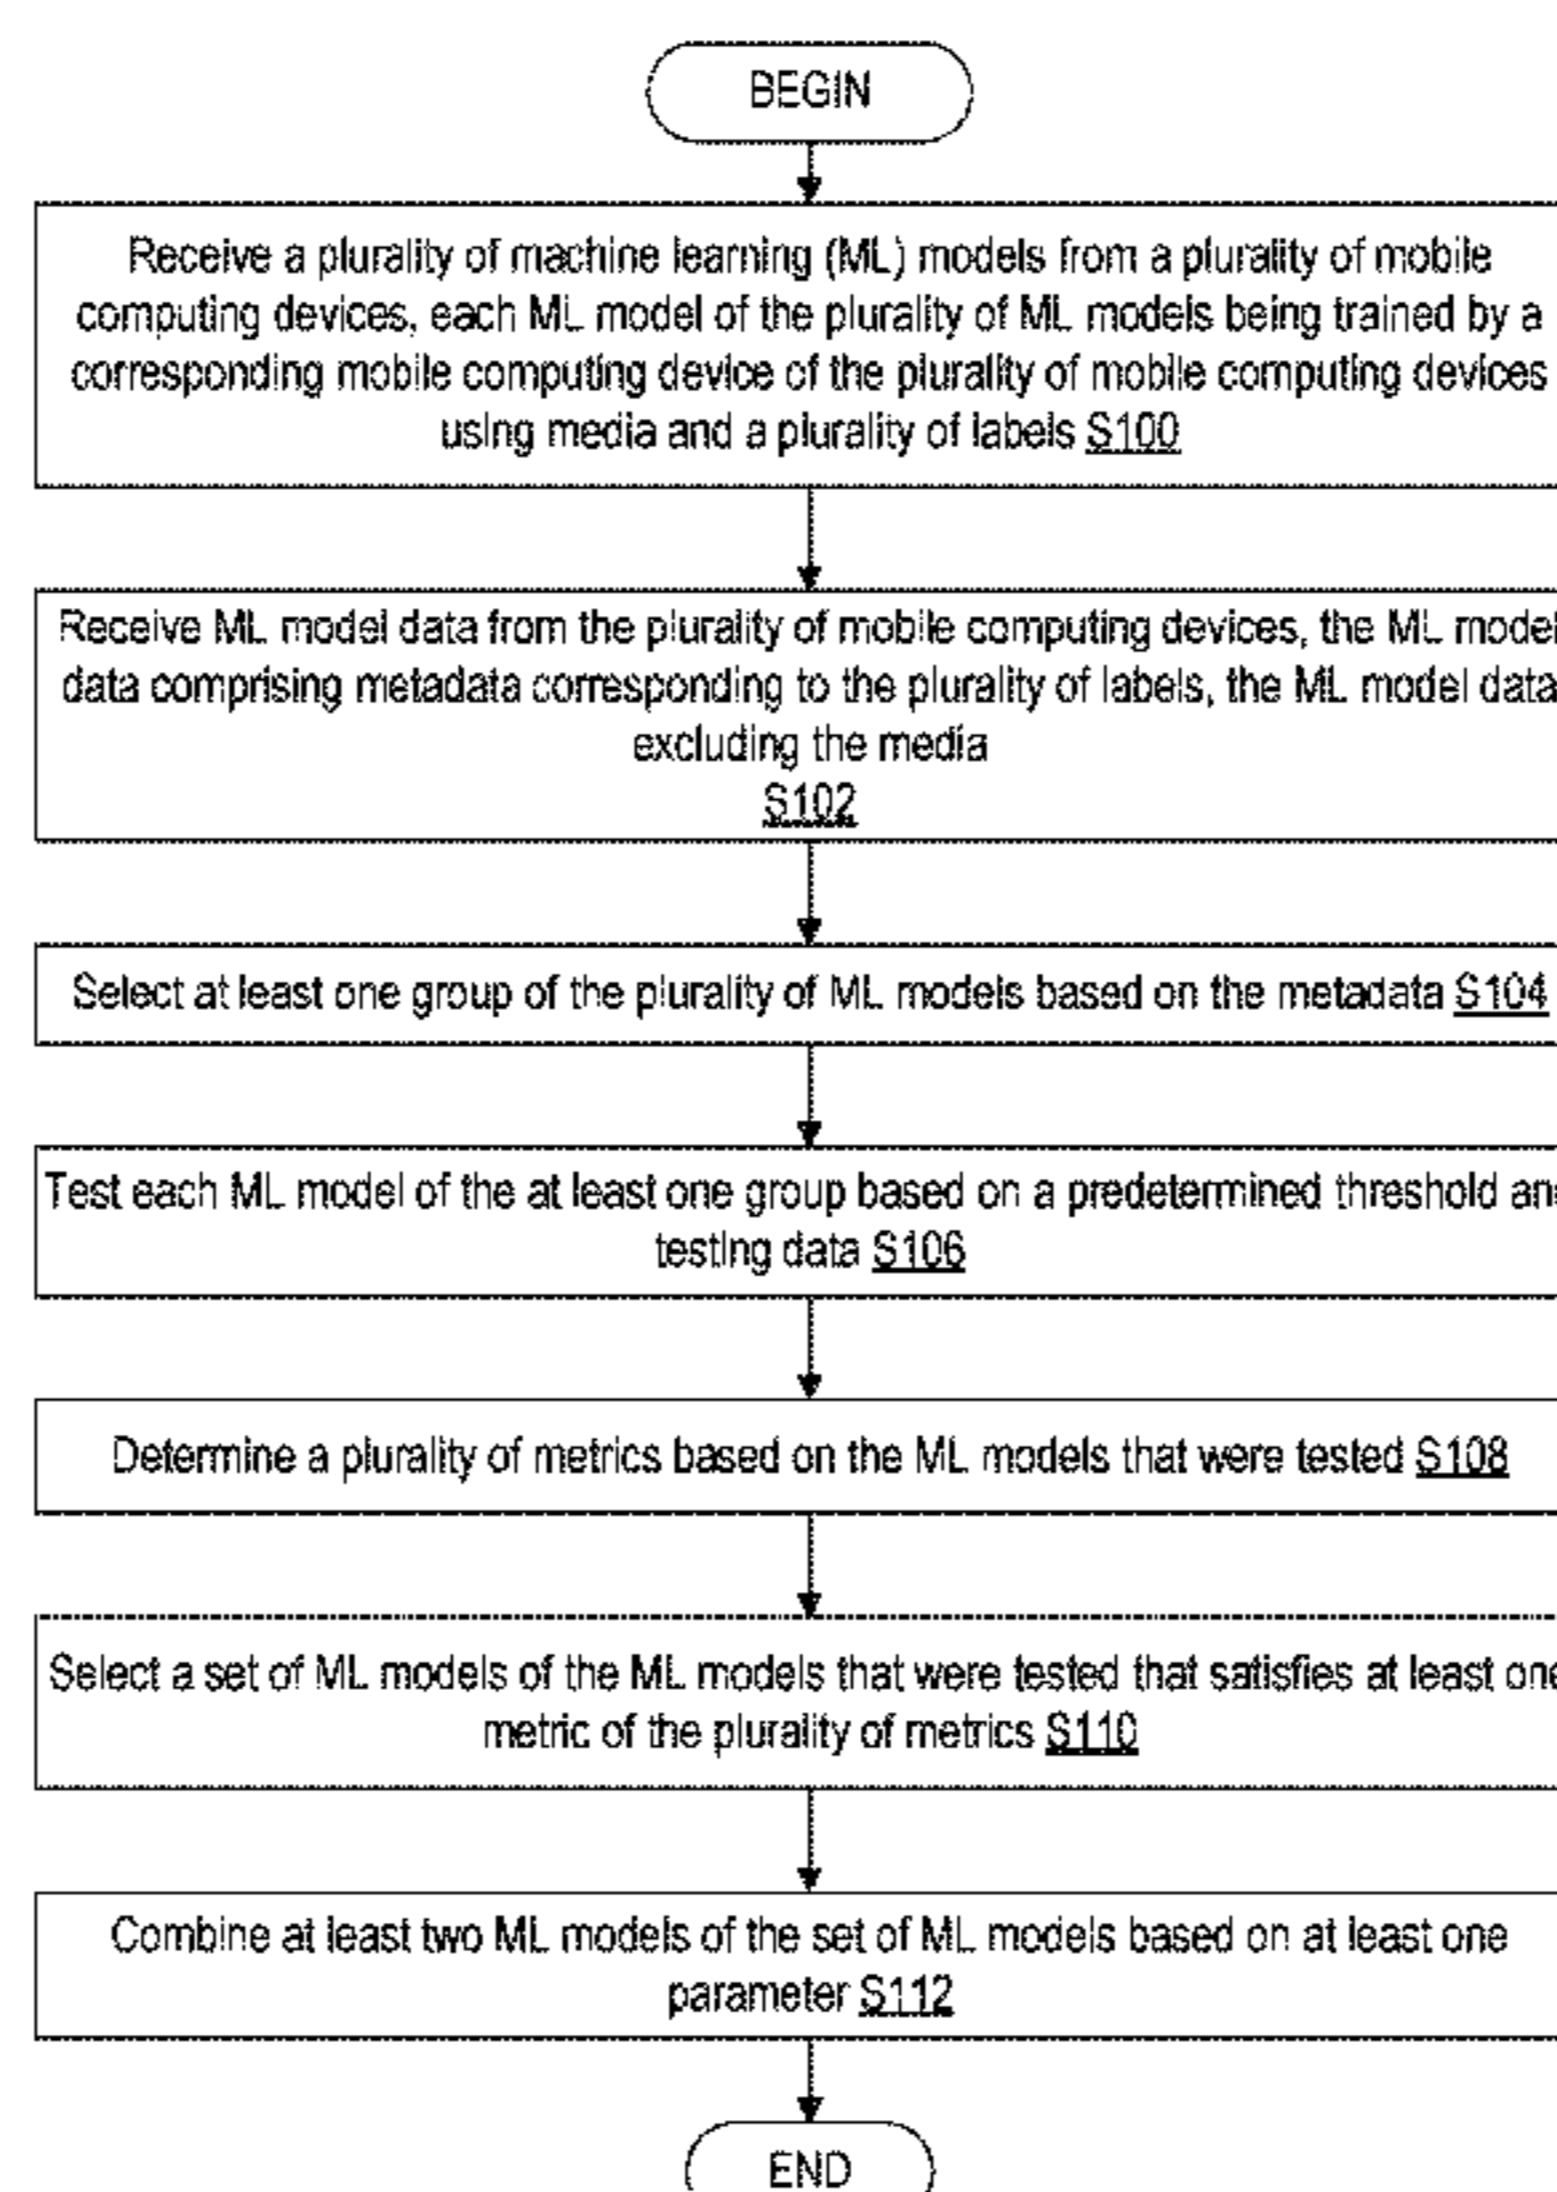 BEGIN
Receive a plurality of machine learning (ML) models from a plurality of mobile
computing devices, each ML model of the plurality of ML models being trained by a
corresponding mobile computing device of the plurality of mobile computing devices
using media and a plurality of labels S100
Receive ML model data from the plurality of mobile computing devices, the ML model
data comprising metadata corresponding to the plurality of labels, the ML model data
excluding the media
S102
Select at least one group of the plurality of ML models based on the metadata S104
Test each ML model of the at least one group based on a predetermined threshold an
testing data S106
Determine a plurality of metrics based on the ML models that were tested S108
Select a set of ML models of the ML models that were tested that satisfies at least one
metric of the plurality of metrics S110
Combine at least two ML models of the set of ML models based on at least one
parameter S112
END